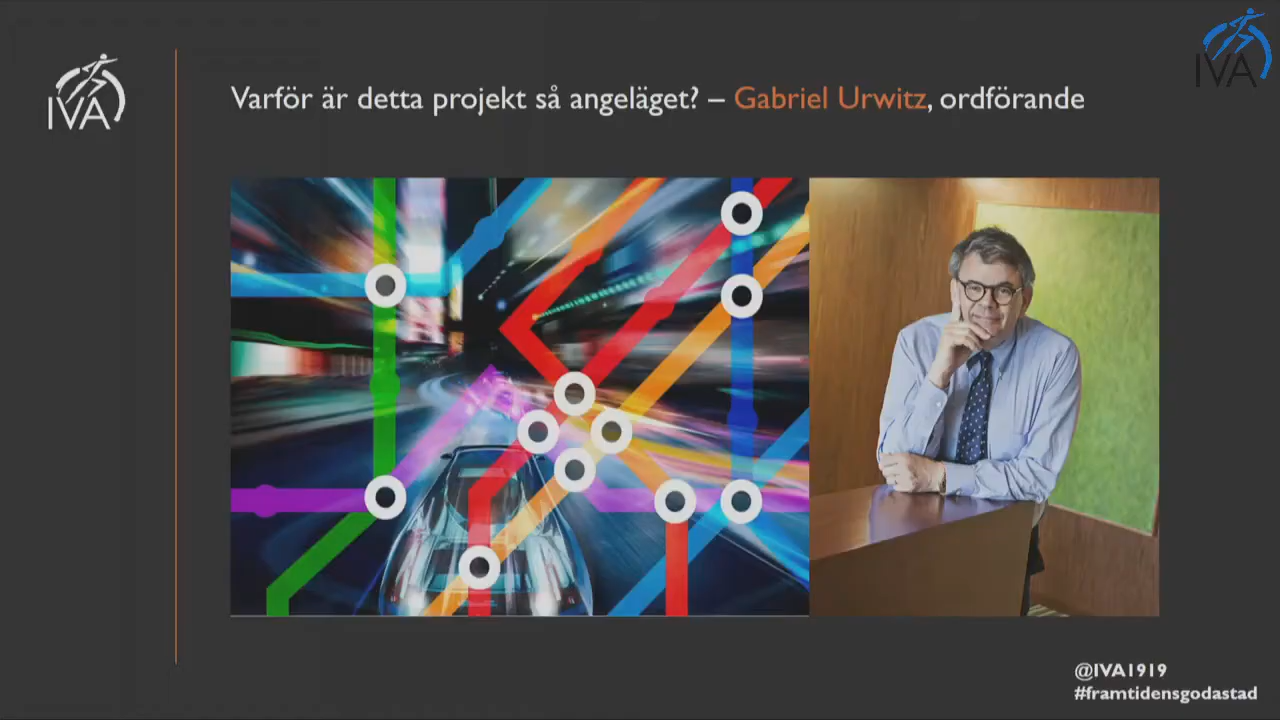 IVA
IVA
Varför är detta projekt så angeläget? – Gabriel Urwitz, ordförande
@IVA1919
#framtidensgodastad